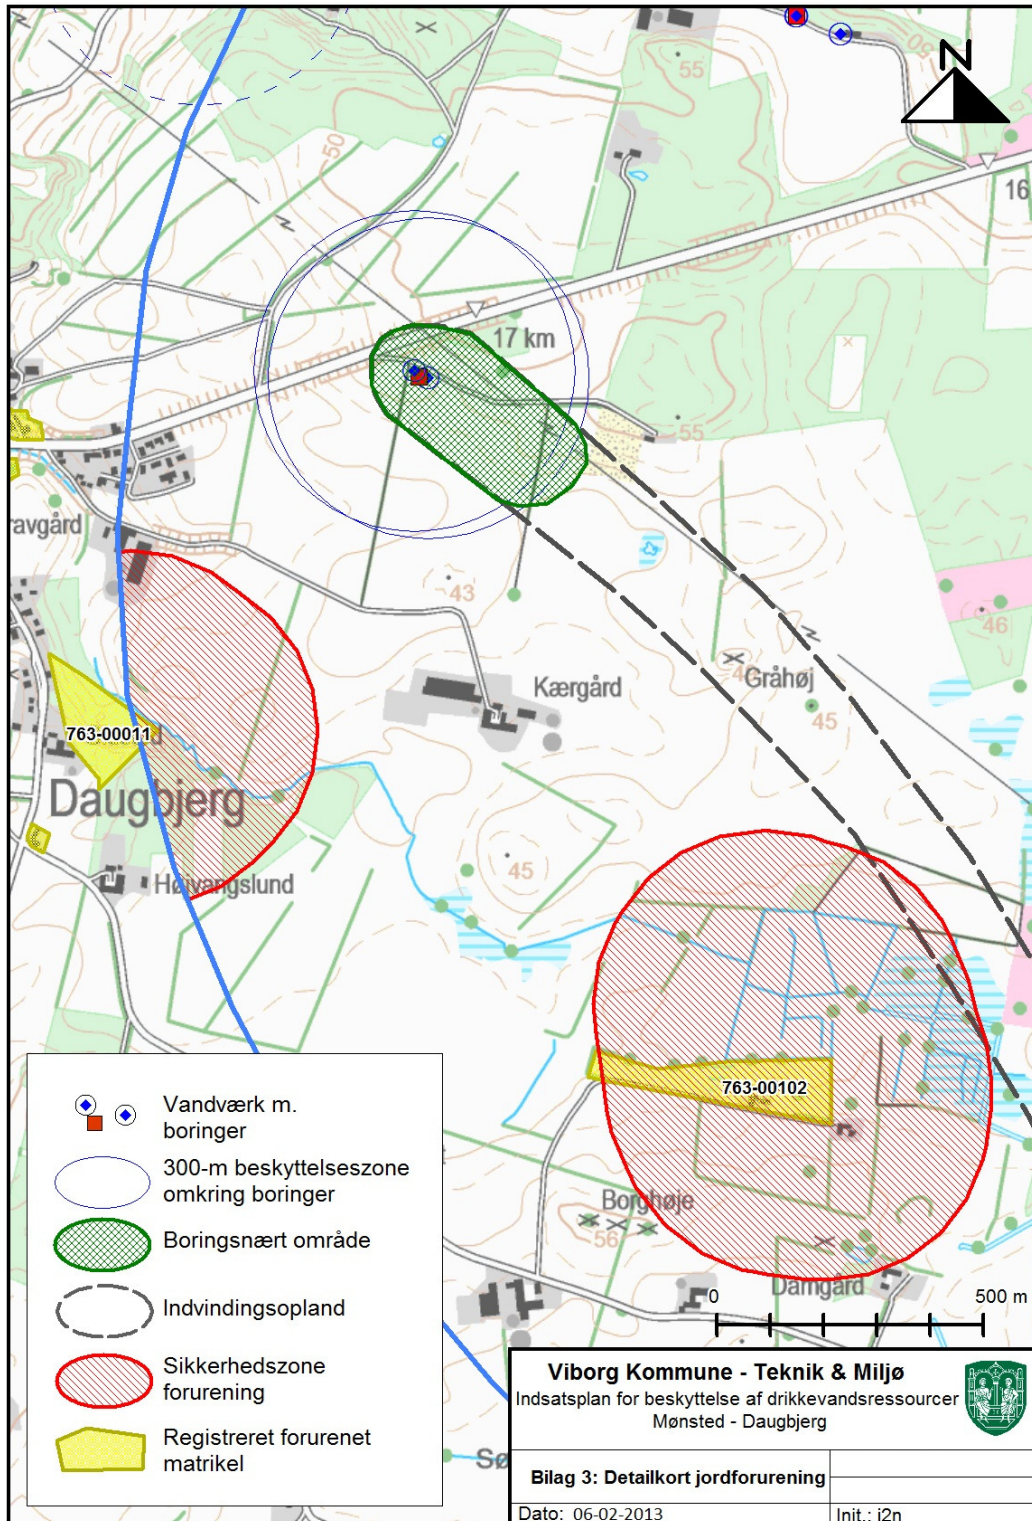 N
55
50
50
16
17 km
55
ravgård
43
46
Gråhøj
Kærgård
45
763-00011
Daugbjerg
45
Højvangslund
763-00102
Borghøje
56
Damgård
Vandværk m.
boringer
300-m beskyttelseszone
omkring boringer
Boringsnært område
Indvindingsopland
Sikkerhedszone
forurening
Registreret forurenet
matrikel
0 500 m
Sø
Viborg Kommune - Teknik & Miljø
Indsatsplan for beskyttelse af drikkevandsressourcer
Mønsted - Daugbjerg
Bilag 3: Detailkort jordforurening
Dato: 06-02-2013
Init.: j2n